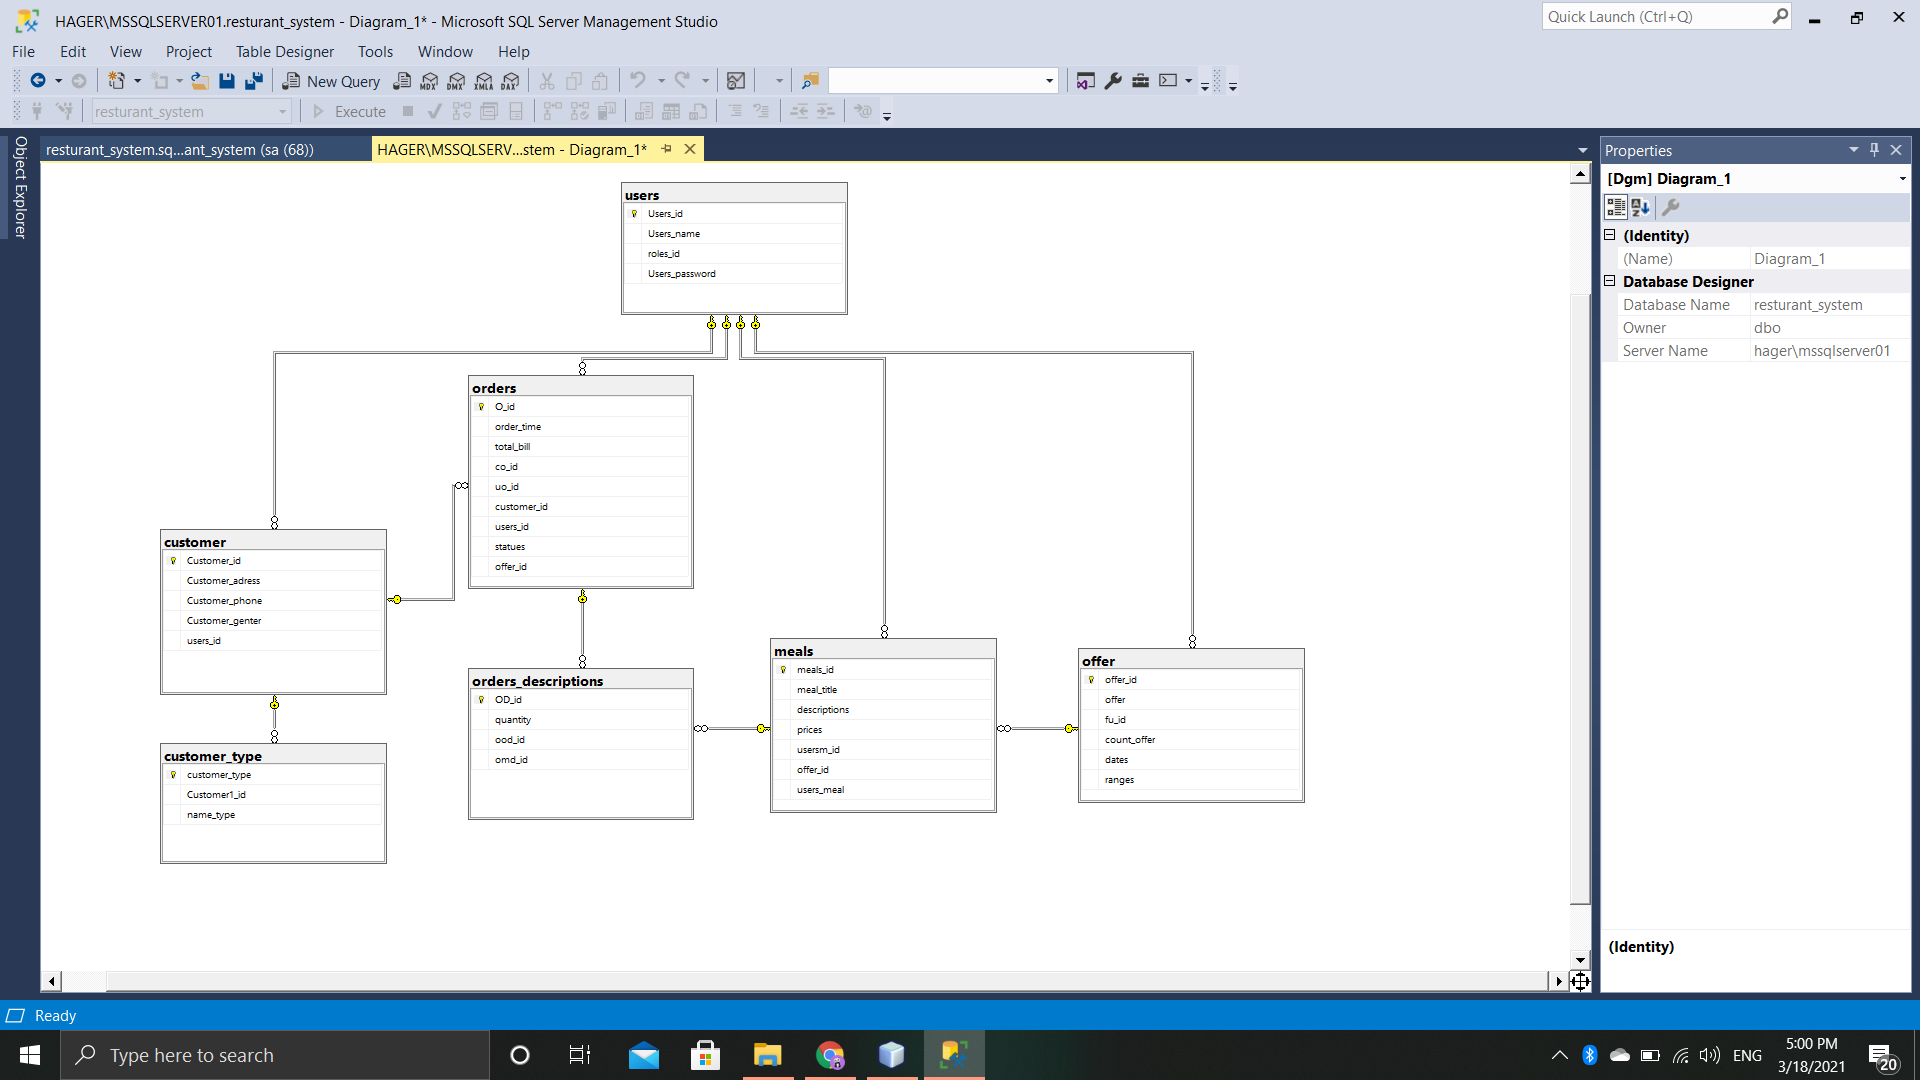 HAGER\MSSQLSERVER01.resturant_system - Diagram_1* - Microsoft SQL Server Management Studio
Quick Launch (Ctrl+Q)
File Edit View Project Table Designer Tools Window Help
New Query
MDX DMX XMLA DAX
resturant_system
Execute
Object Explorer
resturant_system.sq...ant_system (sa (68))
HAGER\MSSQLSERV...stem - Diagram_1*
users
Users_id
Users_name
roles_id
Users_password
orders
O_id
order_time
total_bill
co_id
uo_id
customer_id
users_id
statues
offer_id
customer
Customer_id
Customer_adress
Customer_phone
Customer_genter
users_id
customer_type
customer_type
Customer1_id
name_type
orders_descriptions
OD_id
quantity
ood_id
omd_id
meals
meals_id
meal_title
descriptions
prices
usersm_id
offer_id
users_meal
offer
offer_id
offer
fu_id
count_offer
dates
ranges
Properties
[Dgm] Diagram_1
(Identity)
(Name) Diagram_1
Database Designer
Database Name resturant_system
Owner dbo
Server Name hager\mssqlserver01
(Identity)
Ready
Type here to search
ENG
5:00 PM
3/18/2021
20